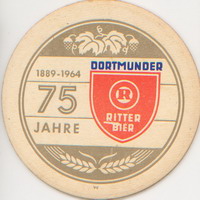 DORTMUNDER
1889-1964
75
JAHRE
R
RITTER
BIER